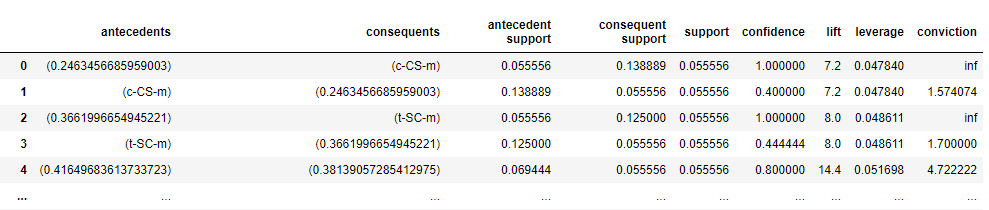 antecedents consequents antecedent support consequent support support confidence lift leverage conviction
0 (0.2463456685959003) (c-CS-m) 0.055556 0.138889 0.055556 1.000000 7.2 0.047840 inf
1 (c-CS-m) (0.2463456685959003) 0.138889 0.055556 0.055556 0.400000 7.2 0.047840 1.574074
2 (0.3661996654945221) (t-SC-m) 0.055556 0.125000 0.055556 1.000000 8.0 0.048611 inf
3 (t-SC-m) (0.3661996654945221) 0.125000 0.055556 0.055556 0.444444 8.0 0.048611 1.700000
4 (0.41649683613733723) (0.38139057285412975) 0.069444 0.055556 0.055556 0.800000 14.4 0.051698 4.722222
... ... ... ... ... ... ... ... ... ...